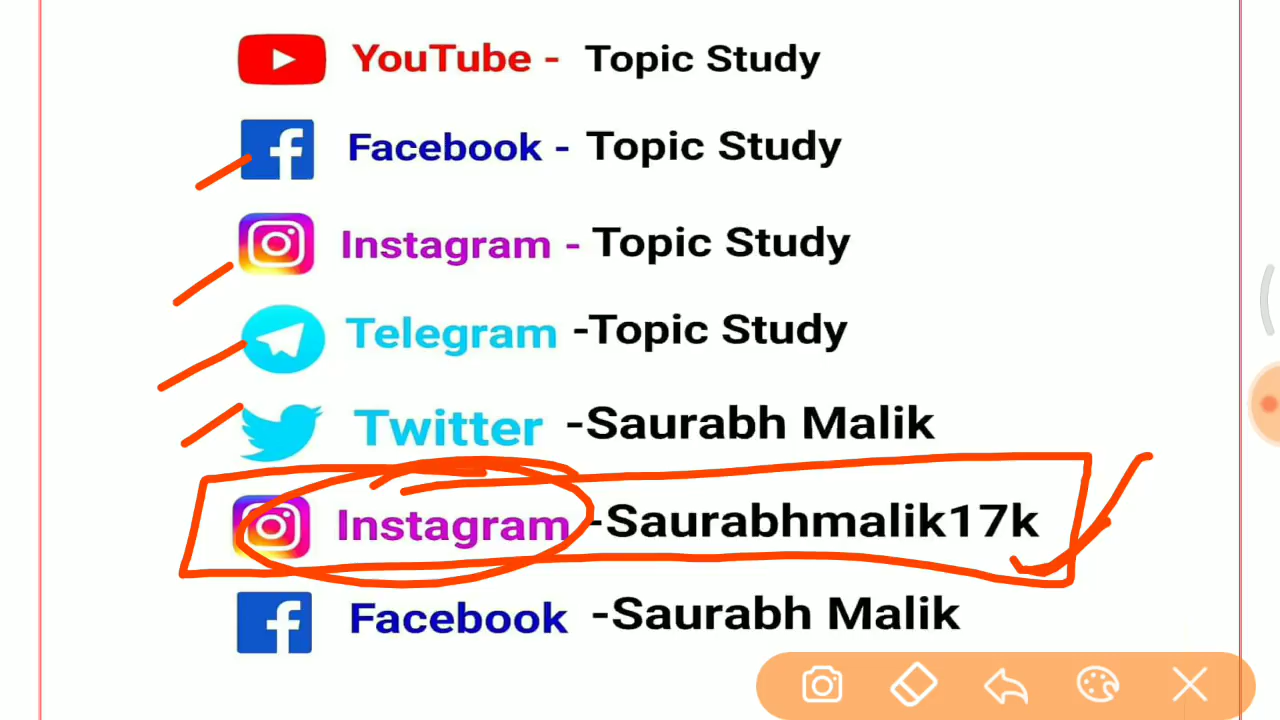 YouTube - Topic Study
Facebook - Topic Study
Instagram - Topic Study
Telegram -Topic Study
Twitter -Saurabh Malik
Instagram -Saurabhmalik17k
Facebook -Saurabh Malik